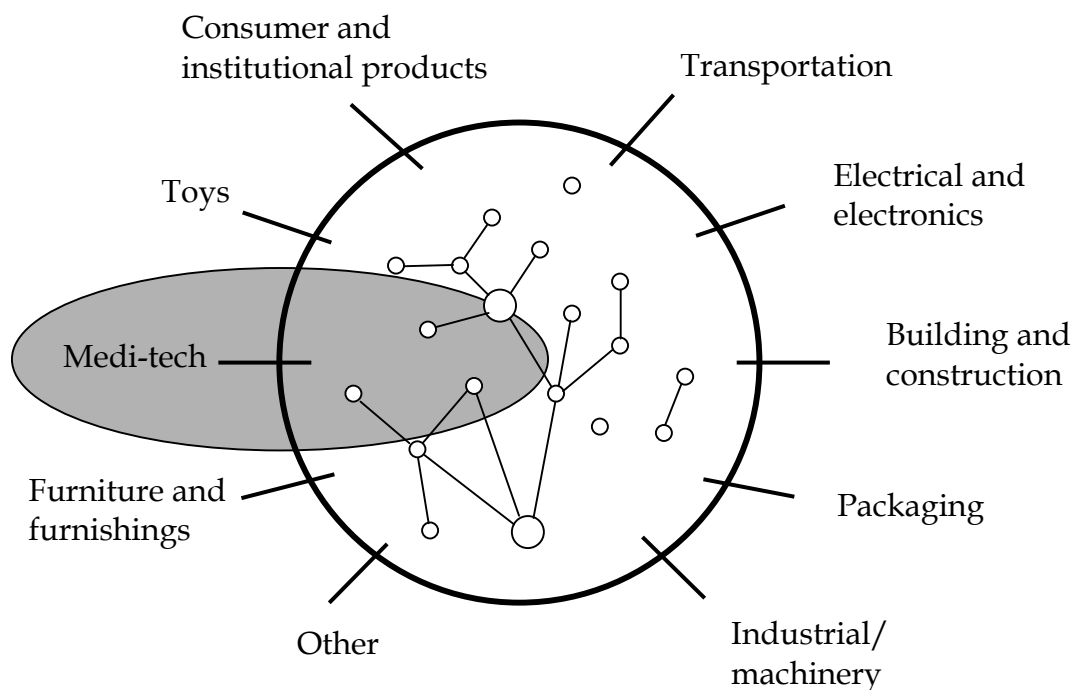 Consumer and
institutional products
Transportation
Toys
Electrical and
electronics
Medi-tech
Building and
construction
Furniture and
furnishings
Packaging
Other
Industrial/
machinery